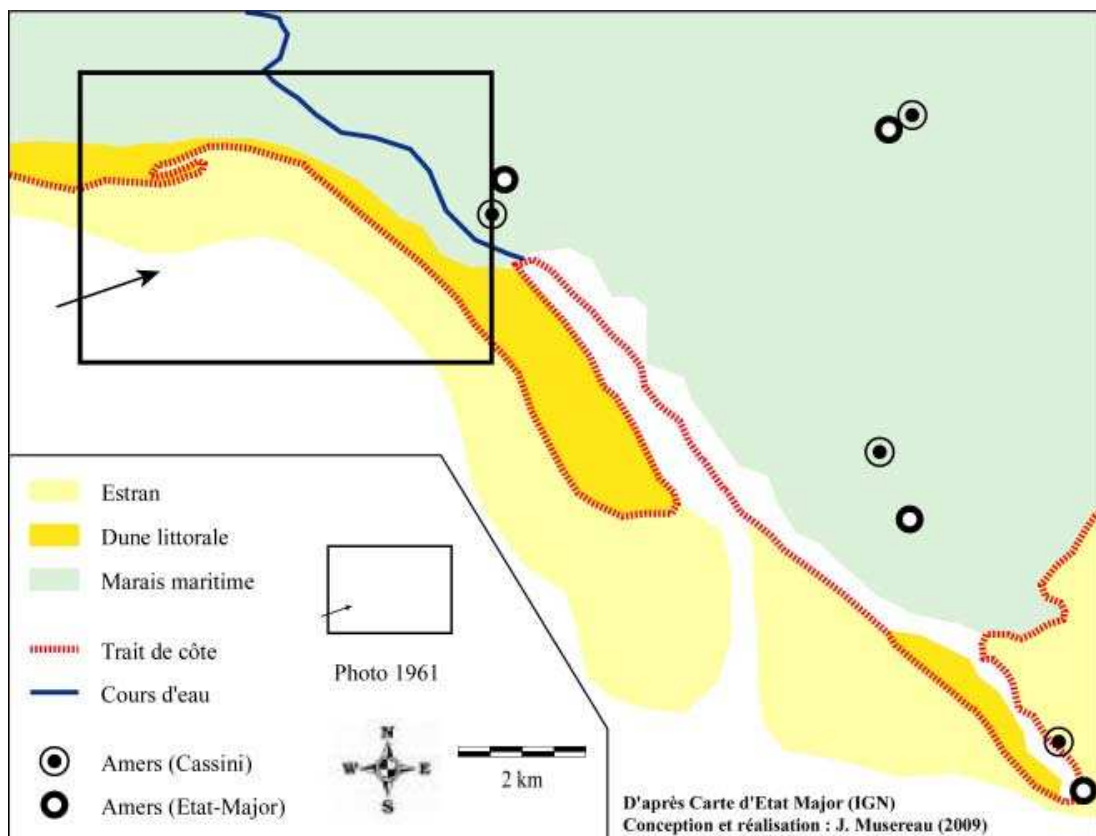 Estran
Dune littorale
Marais maritime
Trait de côte
Cours d'eau
Amers (Cassini)
Amers (Etat-Major)
Photo 1961
N
W E
S
2 km
D'après Carte d'Etat Major (IGN)
Conception et réalisation : J. Musereau (2009)